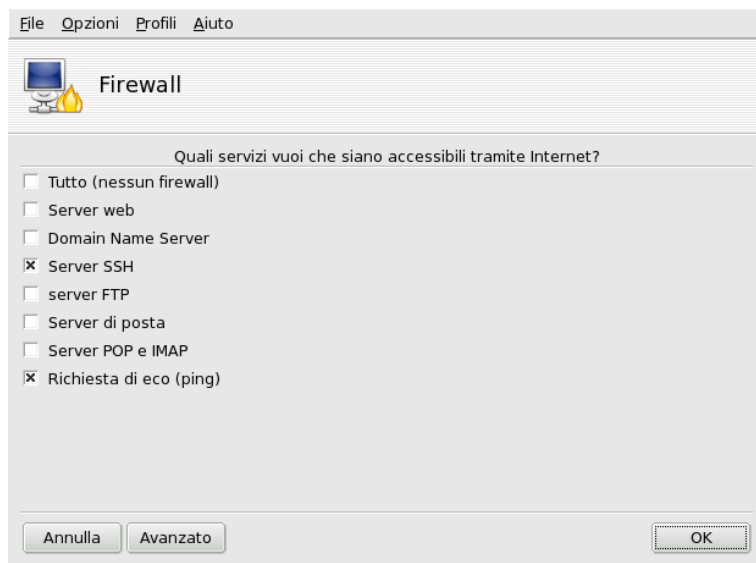 File Opzioni Profili Aiuto
Firewall
Quali servizi vuoi che siano accessibili tramite Internet?
Tutto (nessun firewall)
Server web
Domain Name Server
Server SSH
server FTP
Server di posta
Server POP e IMAP
Richiesta di eco (ping)
Annulla Avanzato OK